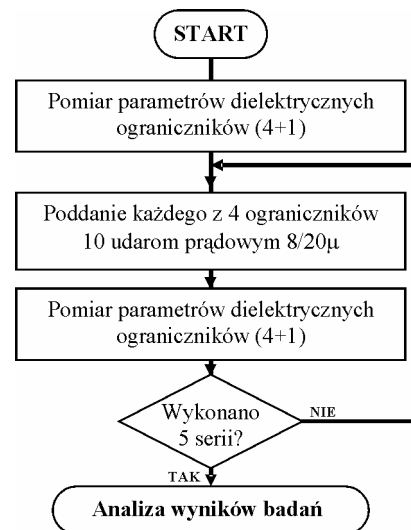 START
Pomiar parametrów dielektrycznych
ograniczników (4+1)
Poddanie każdego z 4 ograniczników
10 udarom prądowym 8/20µ
Pomiar parametrów dielektrycznych
ograniczników (4+1)
Wykonano
5 serii?
NIE
TAK
Analiza wyników badań